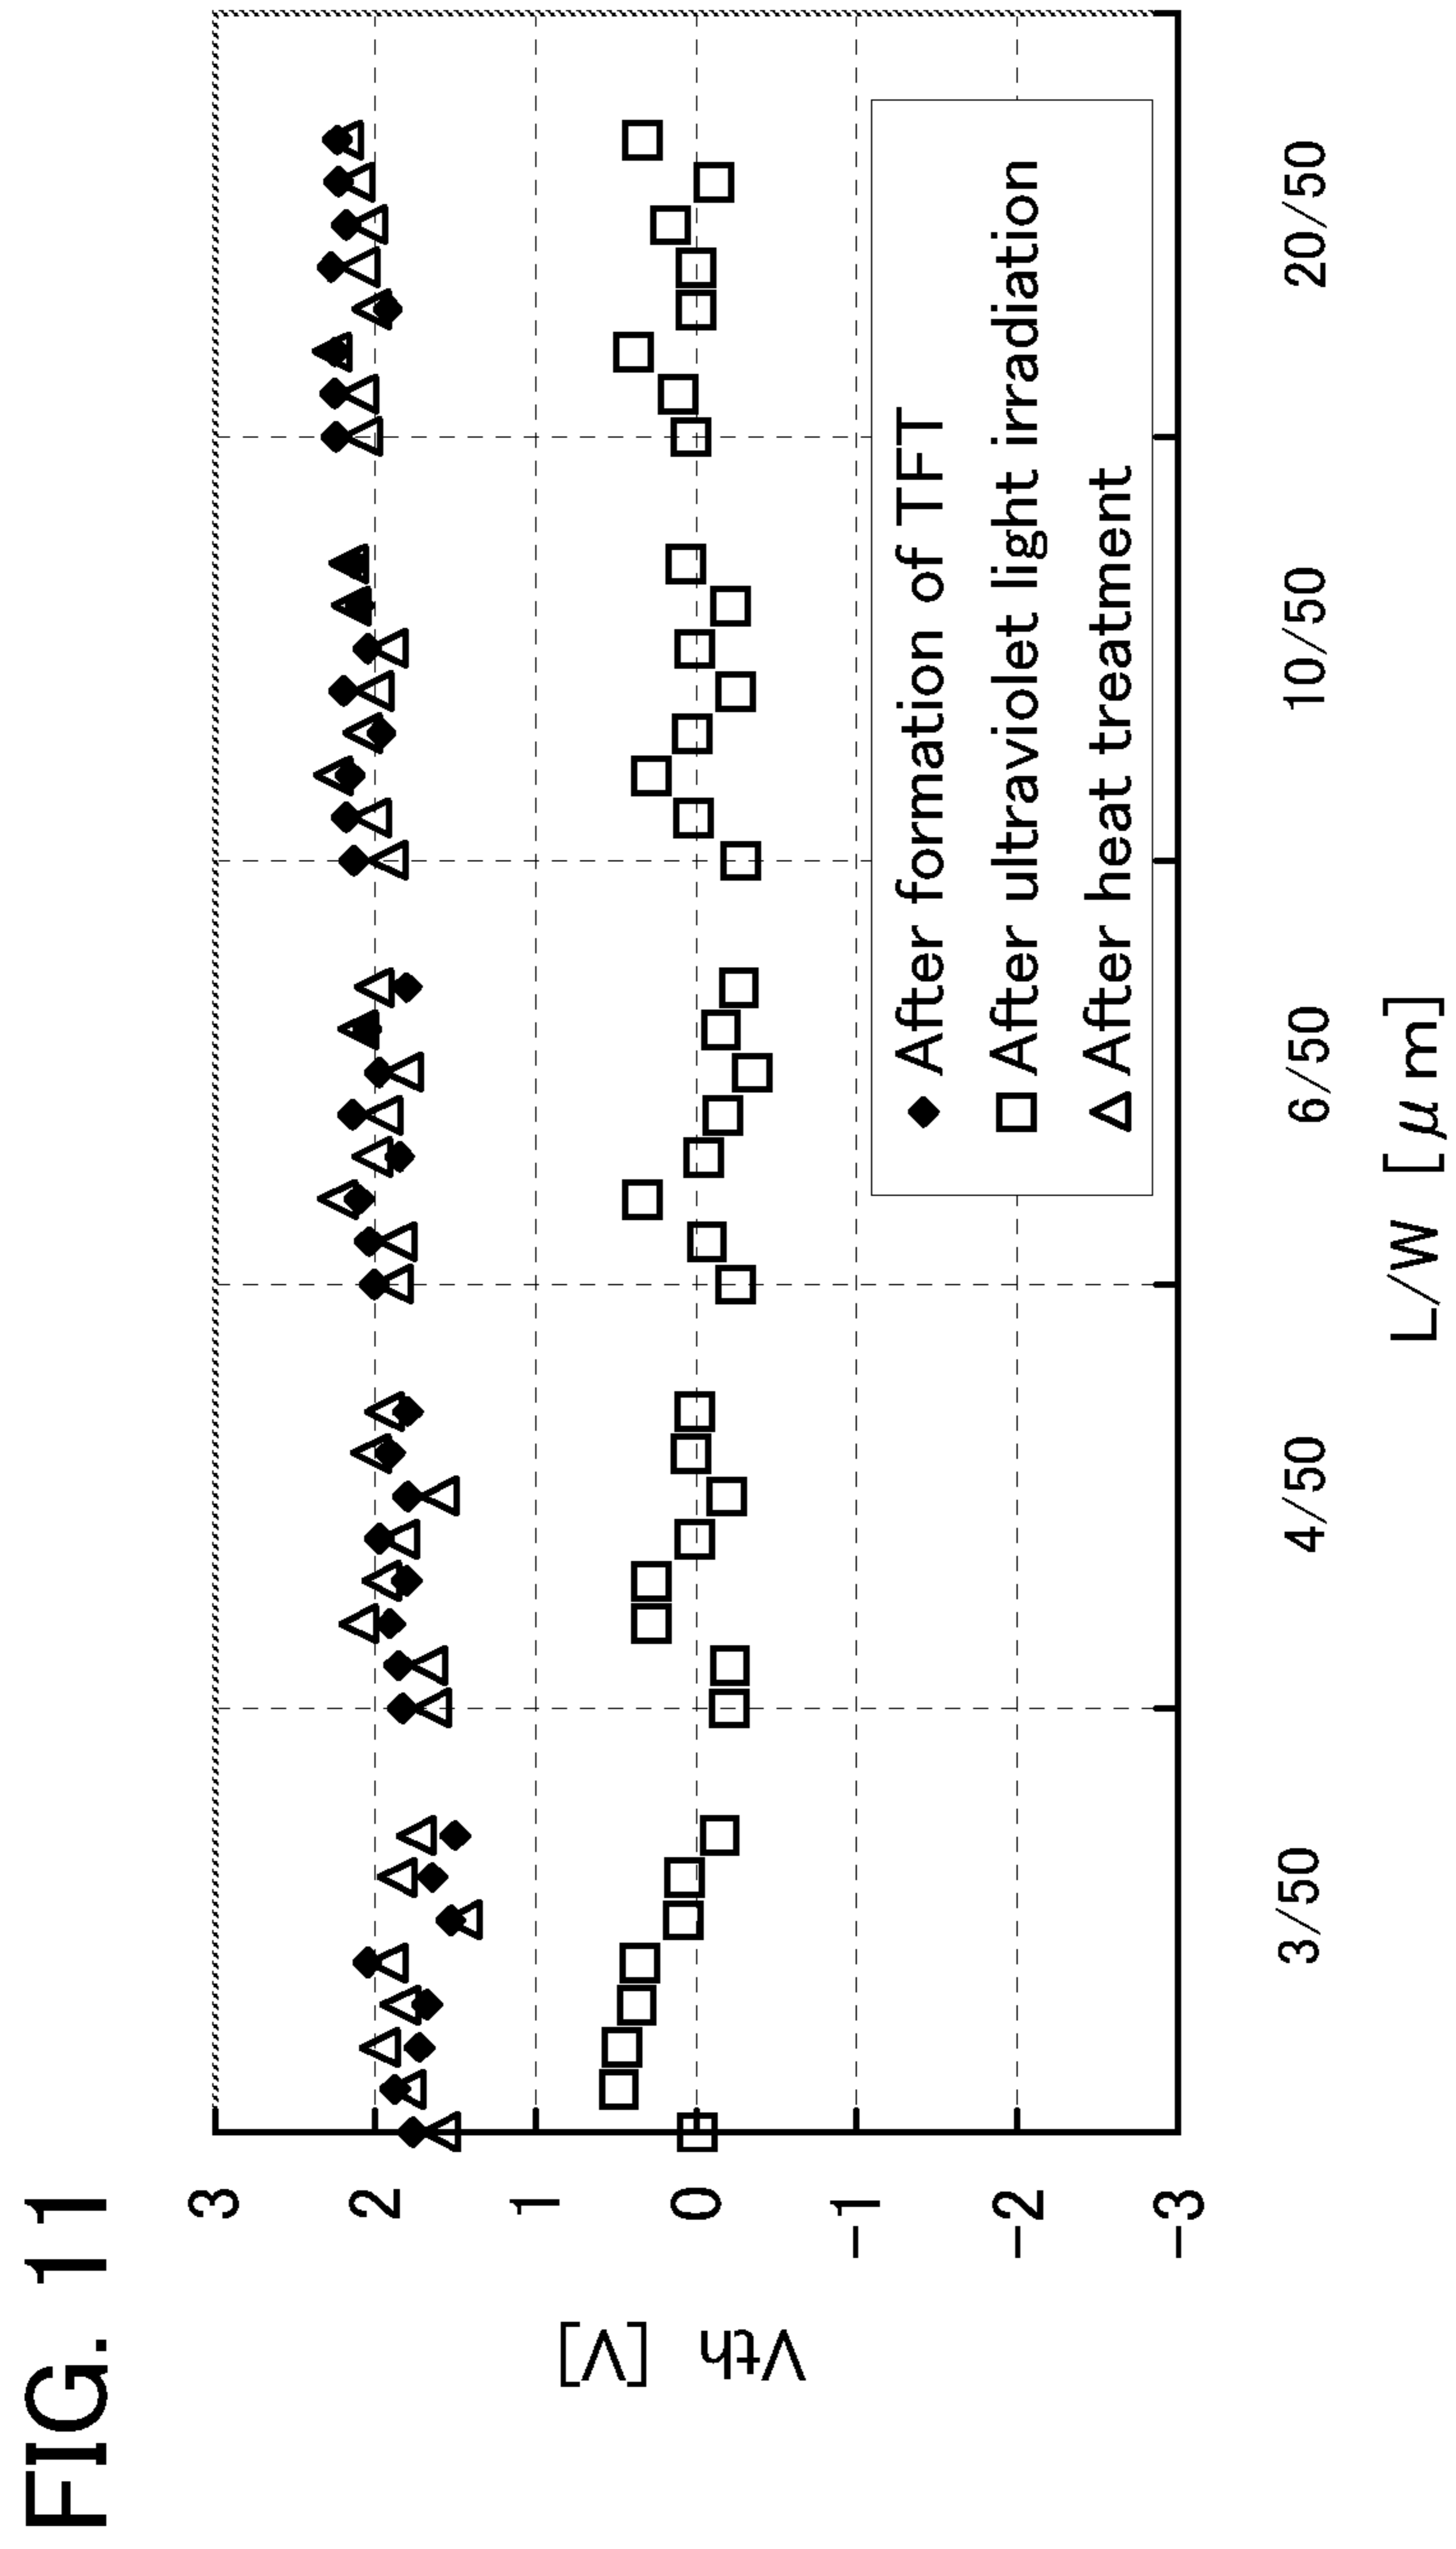 FIG. 11
Vth [V]
3
2
1
0
-1
-2
-3
After formation of TFT
After ultraviolet light irradiation
After heat treatment
3/50 4/50 6/50 10/50 20/50
L/W [μm]